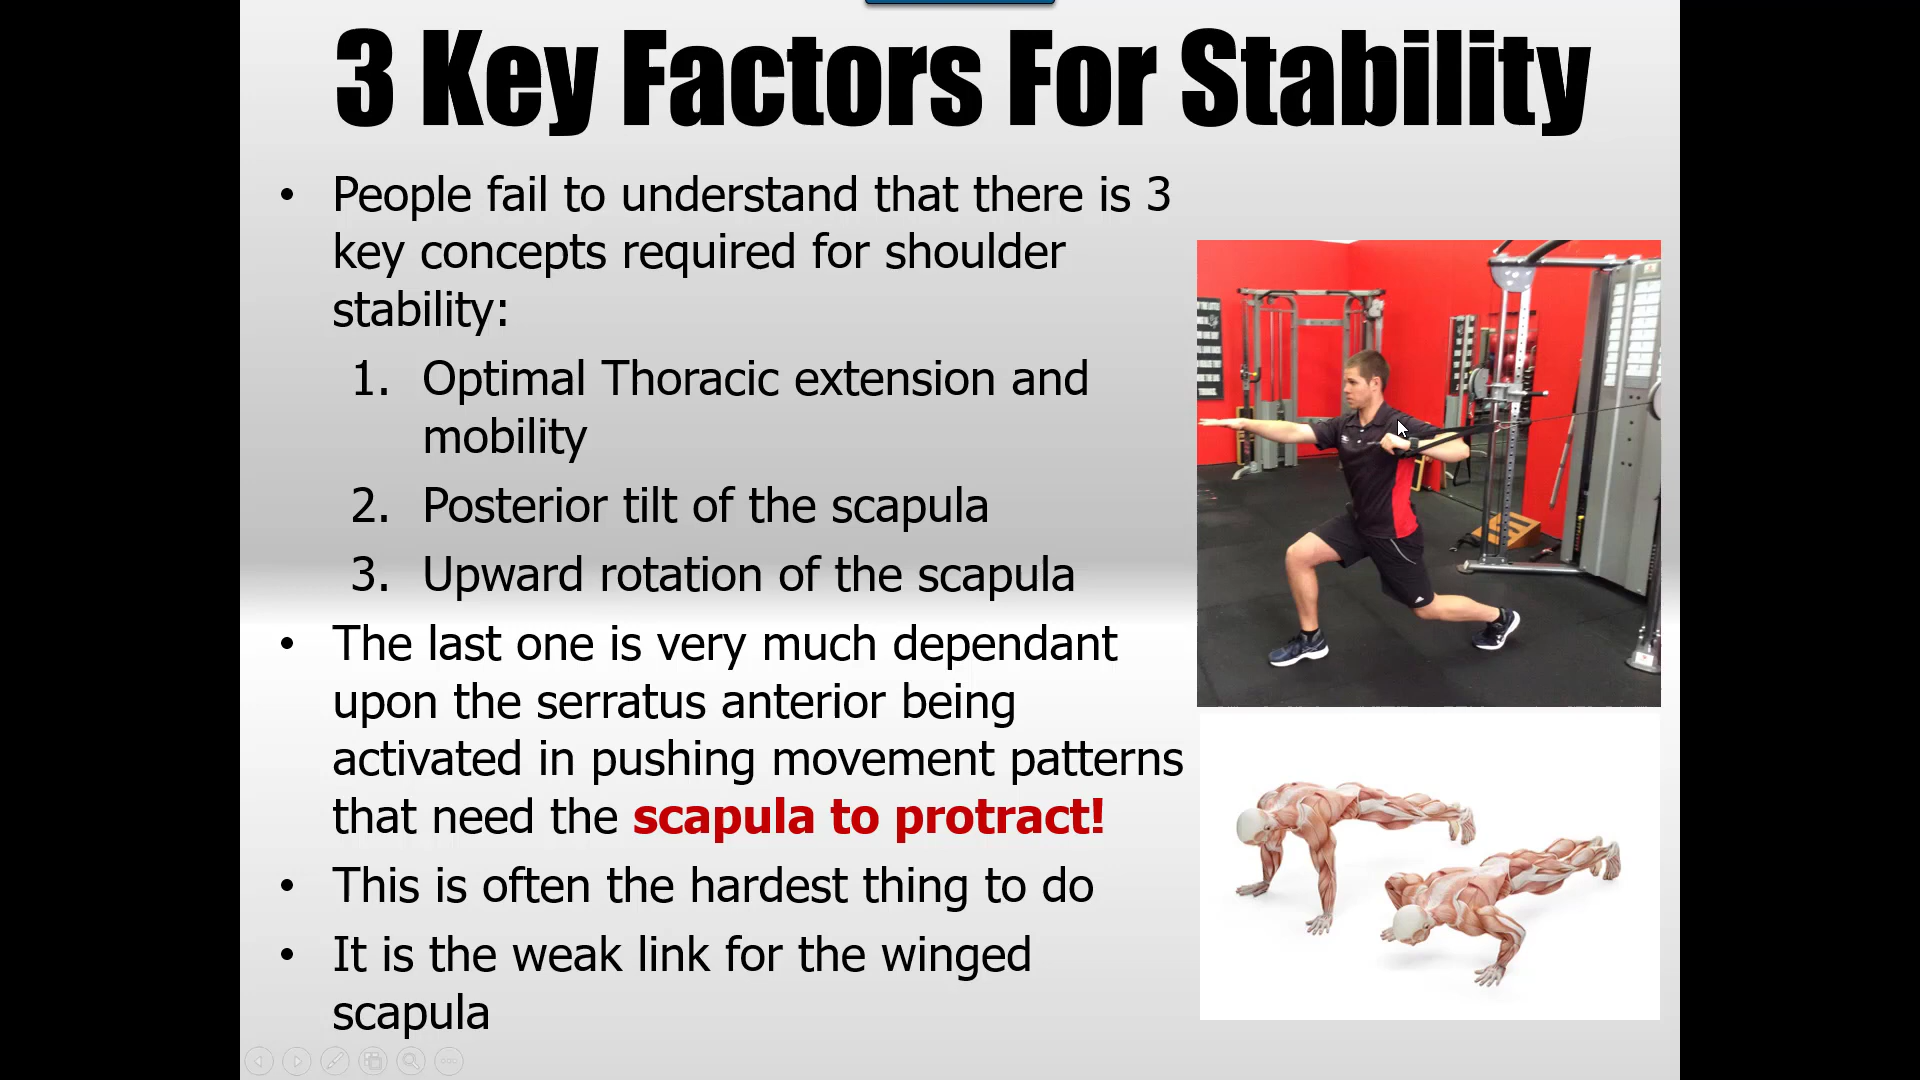 3 Key Factors For Stability
• People fail to understand that there is 3
key concepts required for shoulder
stability:
1. Optimal Thoracic extension and
mobility
2. Posterior tilt of the scapula
3. Upward rotation of the scapula
• The last one is very much dependant
upon the serratus anterior being
activated in pushing movement patterns
that need the scapula to protract!
• This is often the hardest thing to do
• It is the weak link for the winged
scapula